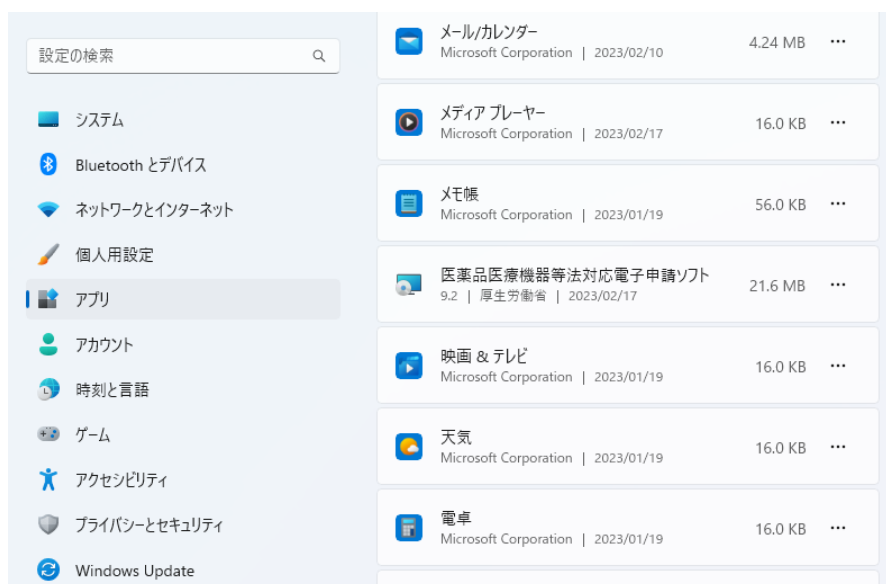 設定の検索
システム
Bluetooth とデバイス
ネットワークとインターネット
個人用設定
アプリ
アカウント
時刻と言語
ゲーム
アクセシビリティ
プライバシーとセキュリティ
Windows Update
メール/カレンダー
Microsoft Corporation | 2023/02/10
4.24 MB
メディア プレーヤー
Microsoft Corporation | 2023/02/17
16.0 KB
メモ帳
Microsoft Corporation | 2023/01/19
56.0 KB
医薬品医療機器等法対応電子申請ソフト
9.2 | 厚生労働省 | 2023/02/17
21.6 MB
映画 & テレビ
Microsoft Corporation | 2023/01/19
16.0 KB
天気
Microsoft Corporation | 2023/01/19
16.0 KB
電卓
Microsoft Corporation | 2023/01/19
16.0 KB